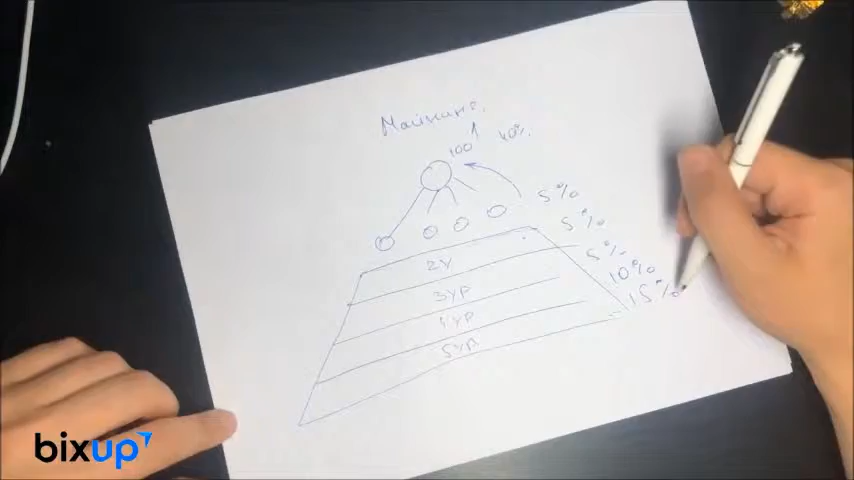 Майнинг.
100 40%.
5%
5%
2У 5%
3УР 10%
4УР 15%
5УР
bixup